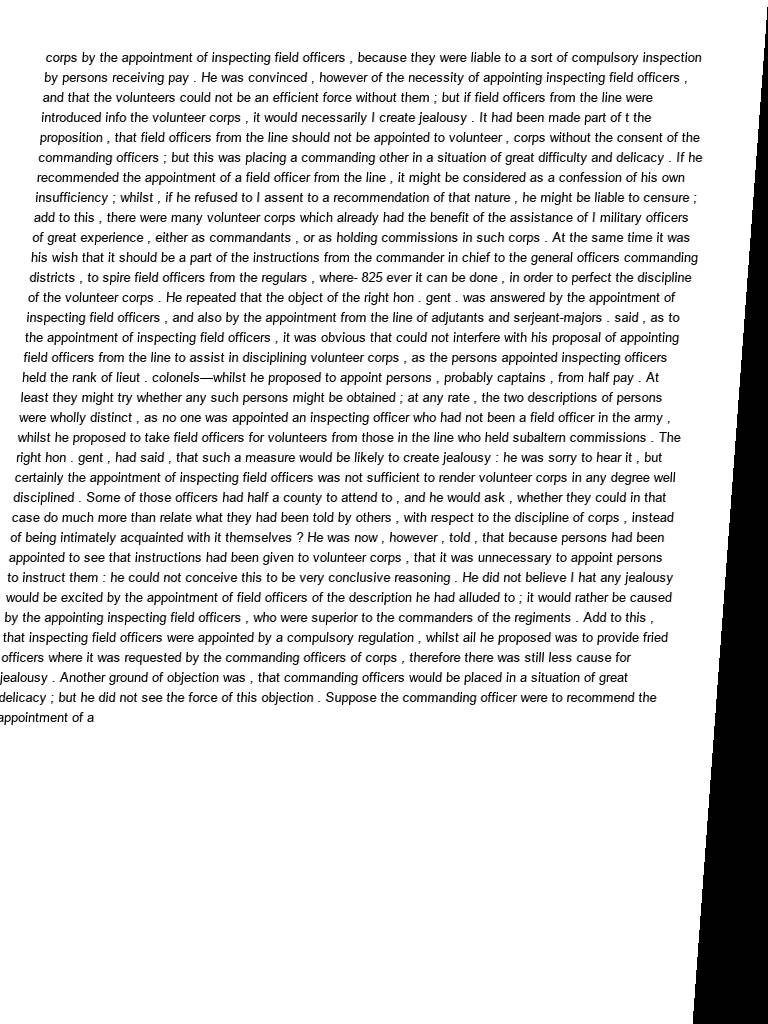 corps by the appointment of inspecting field officers , because they were liable to a sort of compulsory inspection
by persons receiving pay . He was convinced , however of the necessity of appointing inspecting field officers ,
and that the volunteers could not be an efficient force without them ; but if field officers from the line were
introduced info the volunteer corps , it would necessarily I create jealousy . It had been made part of t the
proposition , that field officers from the line should not be appointed to volunteer , corps without the consent of the
commanding officers ; but this was placing a commanding other in a situation of great difficulty and delicacy . If he
recommended the appointment of a field officer from the line , it might be considered as a confession of his own
insufficiency ; whilst , if he refused to I assent to a recommendation of that nature , he might be liable to censure ;
add to this , there were many volunteer corps which already had the benefit of the assistance of I military officers
of great experience , either as commandants , or as holding commissions in such corps . At the same time it was
his wish that it should be a part of the instructions from the commander in chief to the general officers commanding
districts , to spire field officers from the regulars , where- 825 ever it can be done , in order to perfect the discipline
of the volunteer corps . He repeated that the object of the right hon . gent . was answered by the appointment of
inspecting field officers , and also by the appointment from the line of adjutants and serjeant-majors . said , as to
the appointment of inspecting field officers , it was obvious that could not interfere with his proposal of appointing
field officers from the line to assist in disciplining volunteer corps , as the persons appointed inspecting officers
held the rank of lieut . colonels—whilst he proposed to appoint persons , probably captains , from half pay . At
least they might try whether any such persons might be obtained ; at any rate , the two descriptions of persons
were wholly distinct , as no one was appointed an inspecting officer who had not been a field officer in the army ,
whilst he proposed to take field officers for volunteers from those in the line who held subaltern commissions . The
right hon . gent , had said , that such a measure would be likely to create jealousy : he was sorry to hear it , but
certainly the appointment of inspecting field officers was not sufficient to render volunteer corps in any degree well
disciplined . Some of those officers had half a county to attend to , and he would ask , whether they could in that
case do much more than relate what they had been told by others , with respect to the discipline of corps , instead
of being intimately acquainted with it themselves ? He was now , however , told , that because persons had been
appointed to see that instructions had been given to volunteer corps , that it was unnecessary to appoint persons
to instruct them : he could not conceive this to be very conclusive reasoning . He did not believe I hat any jealousy
would be excited by the appointment of field officers of the description he had alluded to ; it would rather be caused
by the appointing inspecting field officers , who were superior to the commanders of the regiments . Add to this ,
that inspecting field officers were appointed by a compulsory regulation , whilst ail he proposed was to provide fried
officers where it was requested by the commanding officers of corps , therefore there was still less cause for
jealousy . Another ground of objection was , that commanding officers would be placed in a situation of great
delicacy ; but he did not see the force of this objection . Suppose the commanding officer were to recommend the
appointment of a